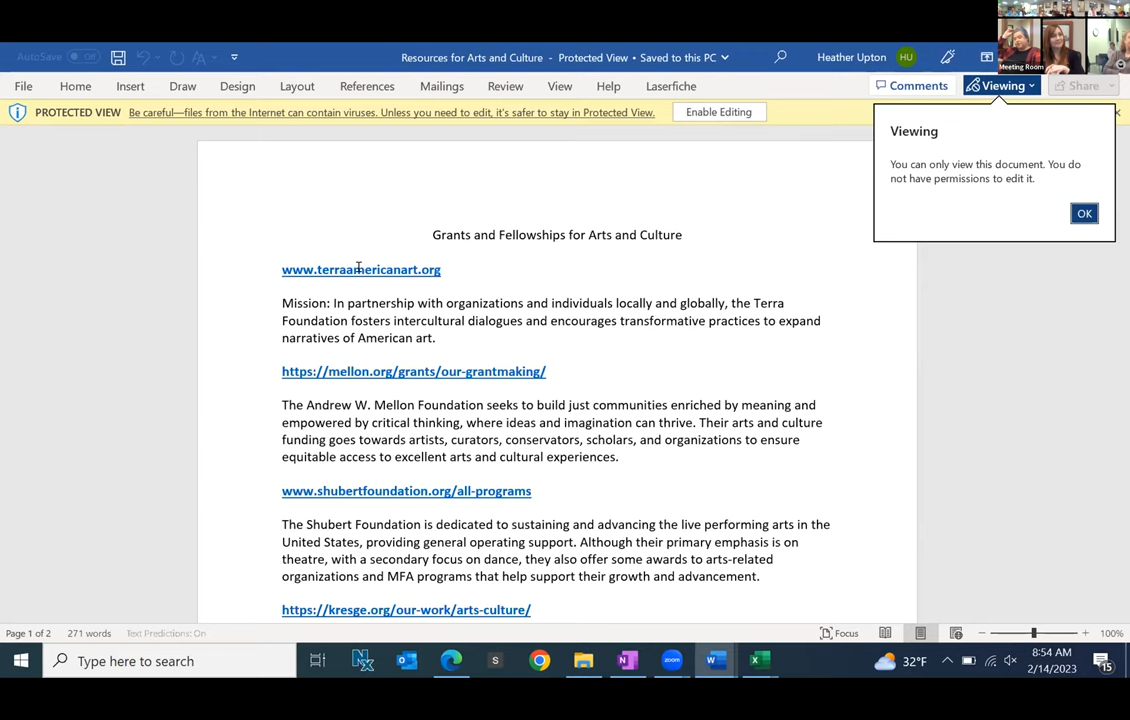 AutoSave Off
Resources for Arts and Culture - Protected View • Saved to this PC
Heather Upton HU
Meeting Room
File Home Insert Draw Design Layout References Mailings Review View Help Laserfiche Comments Viewing Share
PROTECTED VIEW Be careful—files from the Internet can contain viruses. Unless you need to edit, it's safer to stay in Protected View. Enable Editing
Viewing
You can only view this document. You do
not have permissions to edit it.
OK
Grants and Fellowships for Arts and Culture
www.terraamericanart.org
Mission: In partnership with organizations and individuals locally and globally, the Terra
Foundation fosters intercultural dialogues and encourages transformative practices to expand
narratives of American art.
https://mellon.org/grants/our-grantmaking/
The Andrew W. Mellon Foundation seeks to build just communities enriched by meaning and
empowered by critical thinking, where ideas and imagination can thrive. Their arts and culture
funding goes towards artists, curators, conservators, scholars, and organizations to ensure
equitable access to excellent arts and cultural experiences.
www.shubertfoundation.org/all-programs
The Shubert Foundation is dedicated to sustaining and advancing the live performing arts in the
United States, providing general operating support. Although their primary emphasis is on
theatre, with a secondary focus on dance, they also offer some awards to arts-related
organizations and MFA programs that help support their growth and advancement.
https://kresge.org/our-work/arts-culture/
Page 1 of 2 271 words Text Predictions: On Focus 100%
Type here to search
32°F
8:54 AM
2/14/2023
15